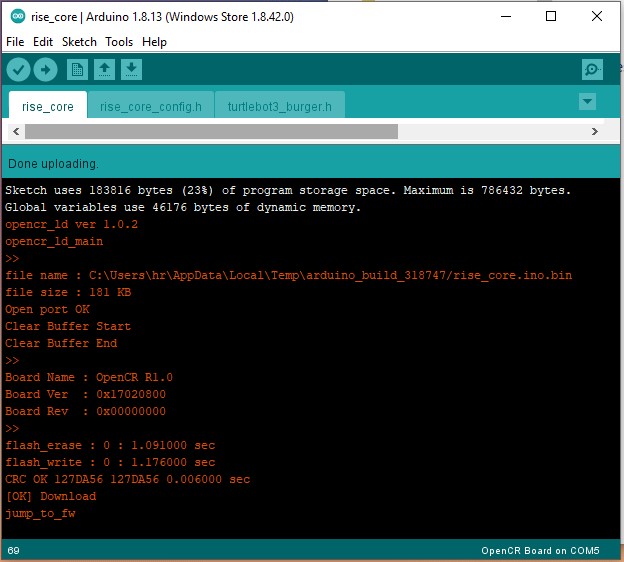 rise_core | Arduino 1.8.13 (Windows Store 1.8.42.0)
File Edit Sketch Tools Help
rise_core rise_core_config.h turtlebot3_burger.h
Done uploading.
Sketch uses 183816 bytes (23%) of program storage space. Maximum is 786432 bytes.
Global variables use 46176 bytes of dynamic memory.
opencr_ld ver 1.0.2
opencr_ld_main
>>
file name : C:\Users\hr\AppData\Local\Temp\arduino_build_318747/rise_core.ino.bin
file size : 181 KB
Open port OK
Clear Buffer Start
Clear Buffer End
>>
Board Name : OpenCR R1.0
Board Ver  : 0x17020800
Board Rev  : 0x00000000
>>
flash_erase : 0 : 1.091000 sec
flash_write : 0 : 1.176000 sec
CRC OK 127DA56 127DA56 0.006000 sec
[OK] Download
jump_to_fw
69 OpenCR Board on COM5